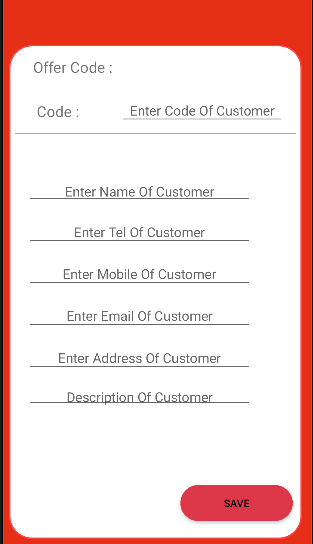 Offer Code :
Code : Enter Code Of Customer
Enter Name Of Customer
Enter Tel Of Customer
Enter Mobile Of Customer
Enter Email Of Customer
Enter Address Of Customer
Description Of Customer
SAVE